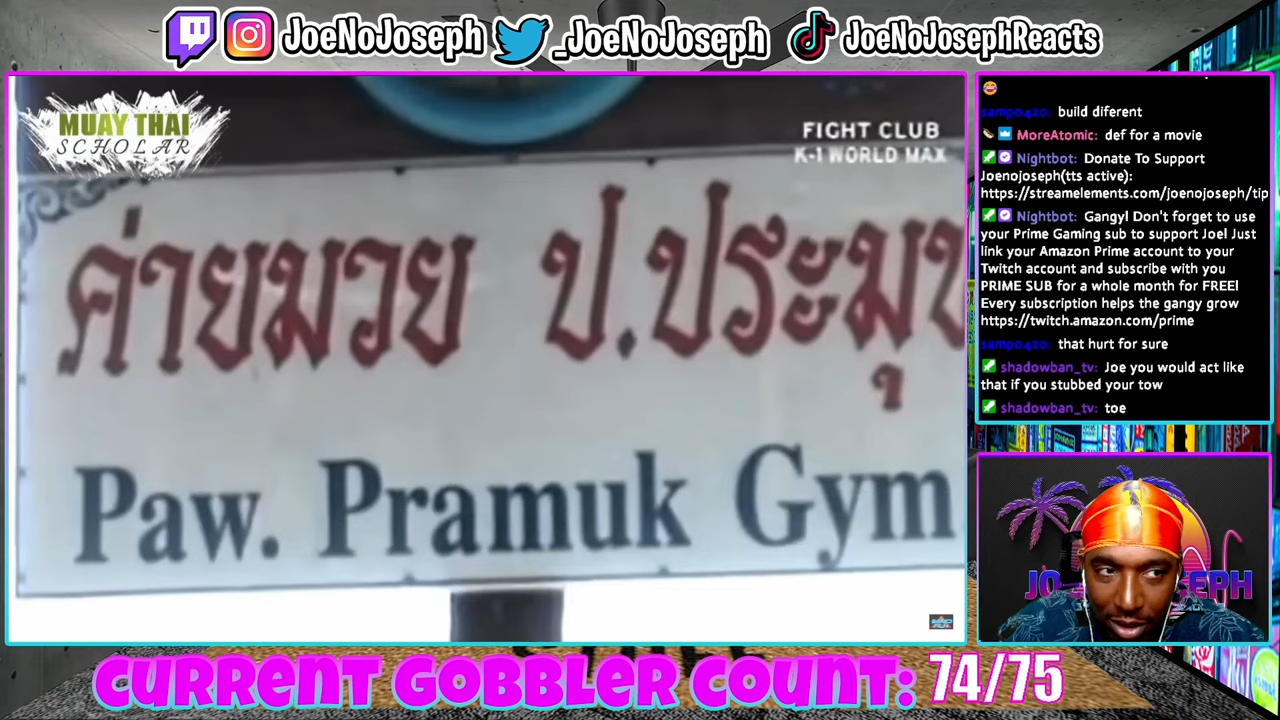 JoeNoJoseph
_JoeNoJoseph
JoeNoJosephReacts
MUAY THAI
SCHOLAR
FIGHT CLUB
K-1 WORLD MAX
ค่ายมวย ป.ประมุข
Paw. Pramuk Gym
sampo420: build diferent
MoreAtomic: def for a movie
Nightbot: Donate To Support
Joenojoseph(tts active):
https://streamelements.com/joenojoseph/tip
Nightbot: Gangy! Don't forget to use
your Prime Gaming sub to support Joe! Just
link your Amazon Prime account to your
Twitch account and subscribe with you
PRIME SUB for a whole month for FREE!
Every subscription helps the gangy grow
https://twitch.amazon.com/prime
sampo420: that hurt for sure
shadowban_tv: Joe you would act like
that if you stubbed your tow
shadowban_tv: toe
CURRENT GOBBLER COUNT: 74/75